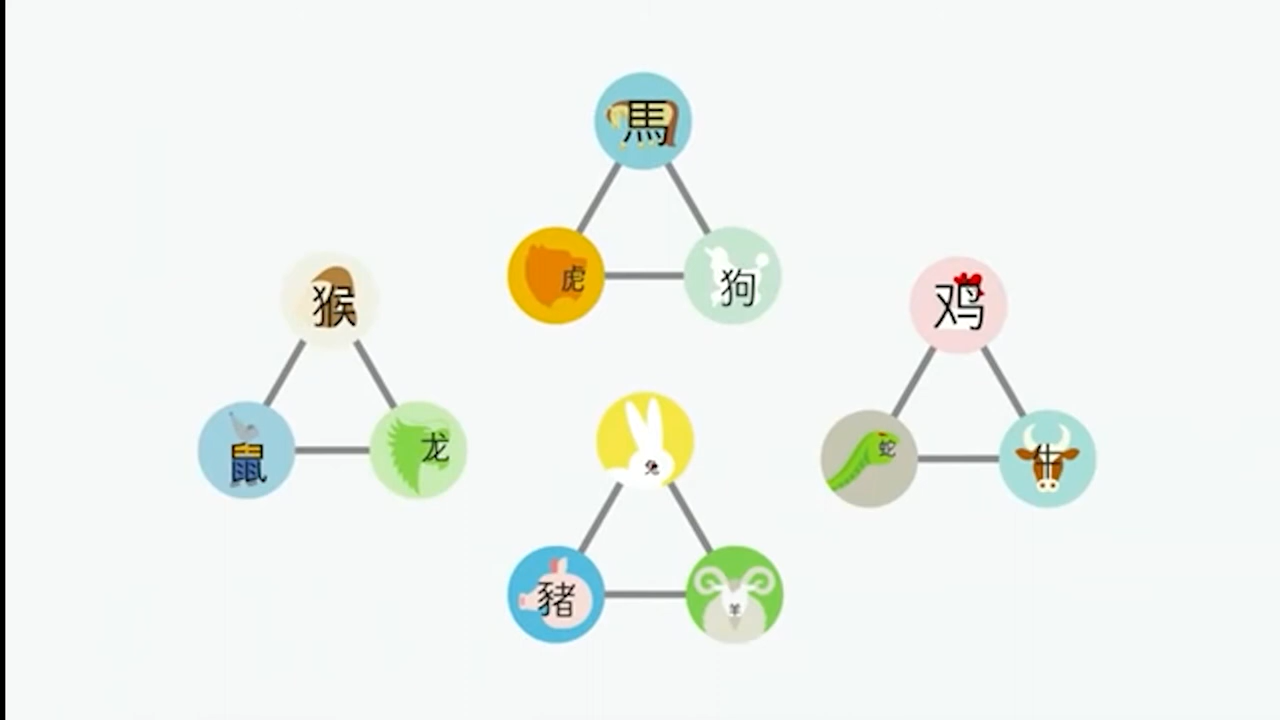 馬
虎
狗
猴
鼠
龙
鸡
蛇
牛
兔
豬
羊